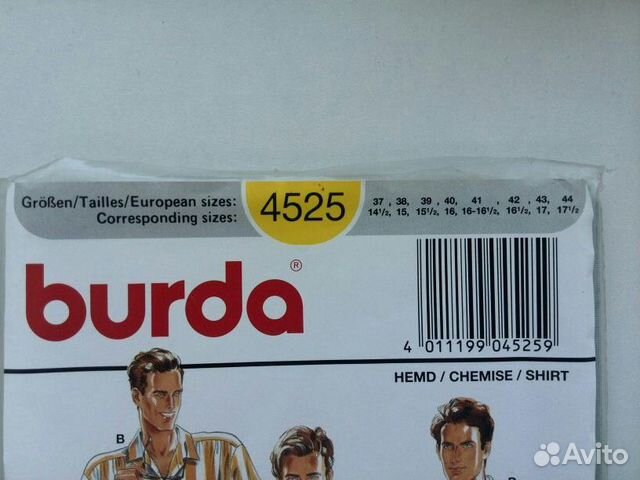 Größen/Tailles/European sizes: 37 , 38, 39 , 40, 41 , 42 , 43, 44
Corresponding sizes: 14½, 15, 15½, 16, 16-16½, 16½, 17, 17½
4525
burda®
4 011199 045259
HEMD / CHEMISE / SHIRT
B
Avito